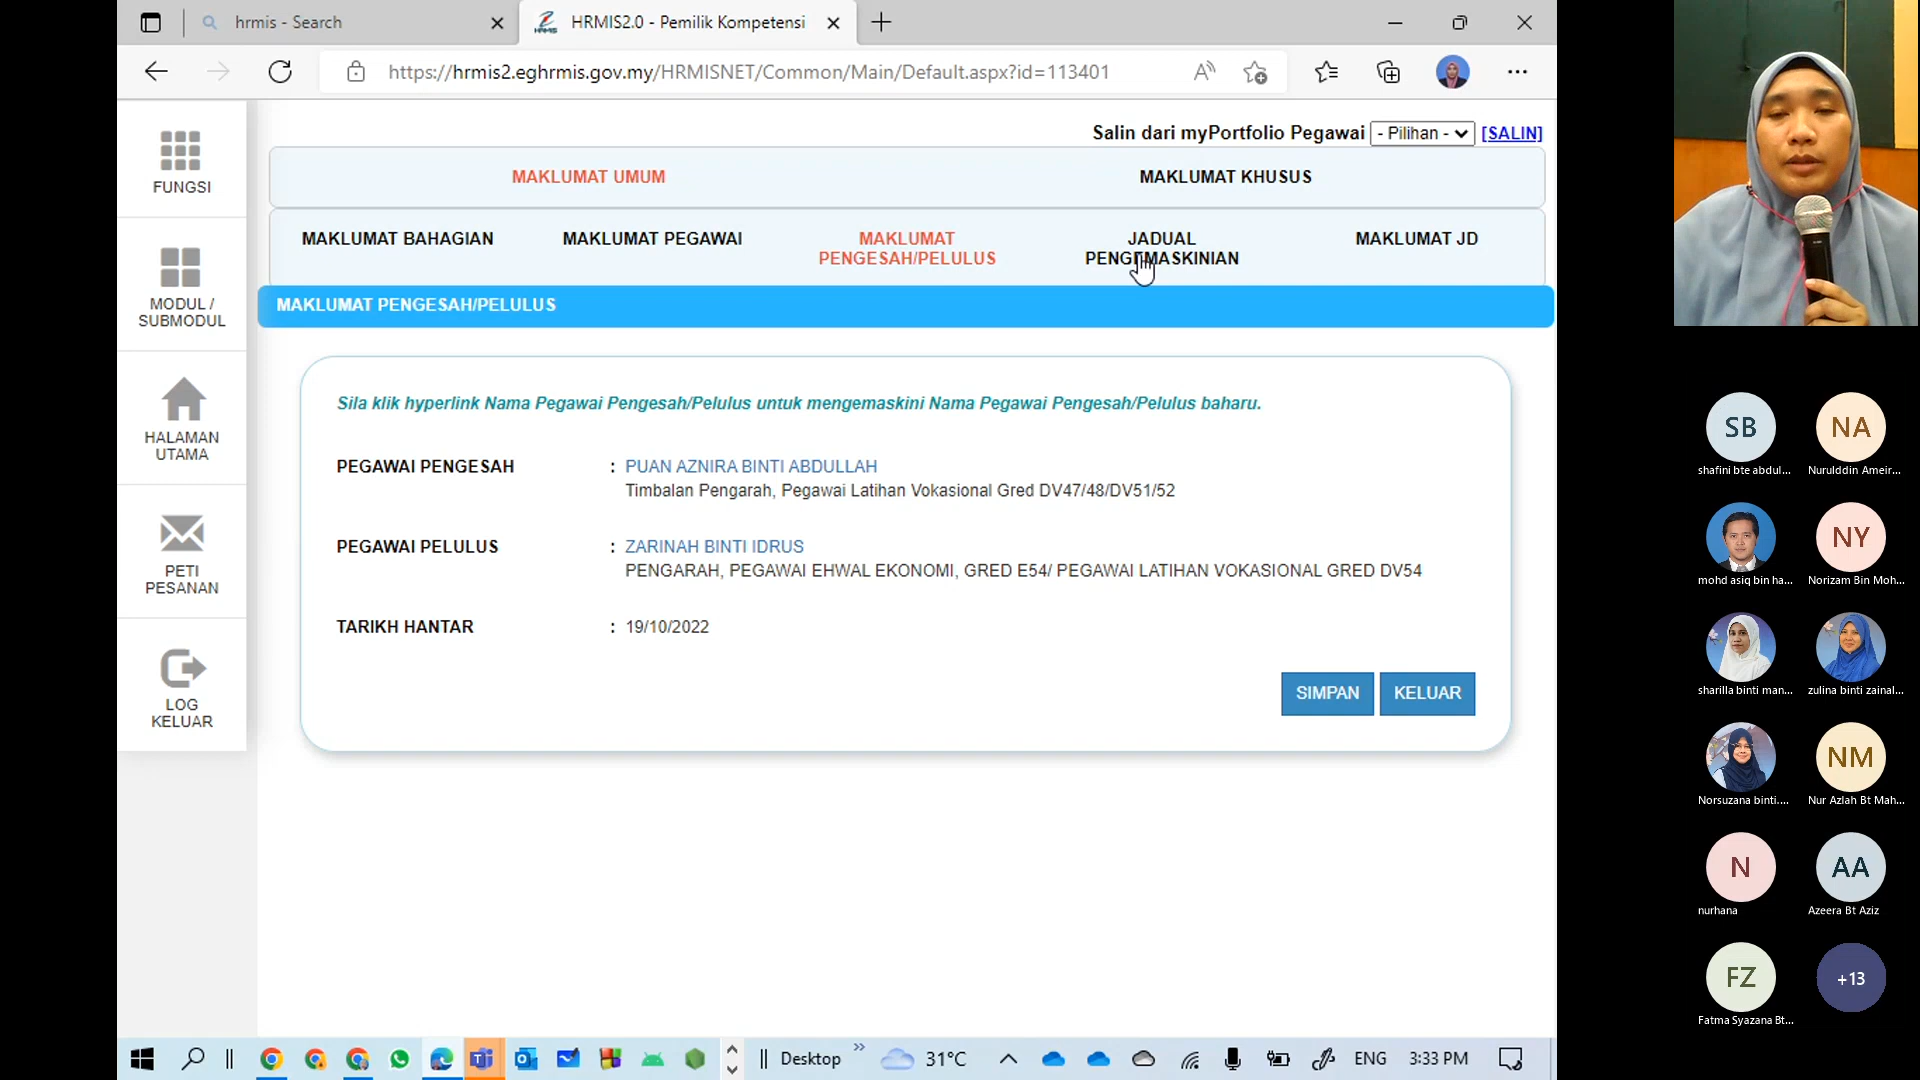 hrmis - Search
HRMIS2.0 - Pemilik Kompetensi
https://hrmis2.eghrmis.gov.my/HRMISNET/Common/Main/Default.aspx?id=113401
Salin dari myPortfolio Pegawai - Pilihan - [SALIN]
MAKLUMAT UMUM
MAKLUMAT KHUSUS
MAKLUMAT BAHAGIAN
MAKLUMAT PEGAWAI
MAKLUMAT
PENGESAH/PELULUS
JADUAL
PENGEMASKINIAN
MAKLUMAT JD
MAKLUMAT PENGESAH/PELULUS
FUNGSI
MODUL /
SUBMODUL
HALAMAN
UTAMA
PETI
PESANAN
LOG
KELUAR
Sila klik hyperlink Nama Pegawai Pengesah/Pelulus untuk mengemaskini Nama Pegawai Pengesah/Pelulus baharu.
PEGAWAI PENGESAH : PUAN AZNIRA BINTI ABDULLAH
Timbalan Pengarah, Pegawai Latihan Vokasional Gred DV47/48/DV51/52
PEGAWAI PELULUS : ZARINAH BINTI IDRUS
PENGARAH, PEGAWAI EHWAL EKONOMI, GRED E54/ PEGAWAI LATIHAN VOKASIONAL GRED DV54
TARIKH HANTAR : 19/10/2022
SIMPAN
KELUAR
SB
shafini bte abdul...
NA
Nurulddin Ameir...
mohd asiq bin ha...
NY
Norizam Bin Moh...
sharilla binti man...
zulina binti zainal...
Norsuzana binti....
NM
Nur Azlah Bt Mah...
N
nurhana
AA
Azeera Bt Aziz
FZ
Fatma Syazana Bt...
+13
Desktop
31°C
ENG
3:33 PM